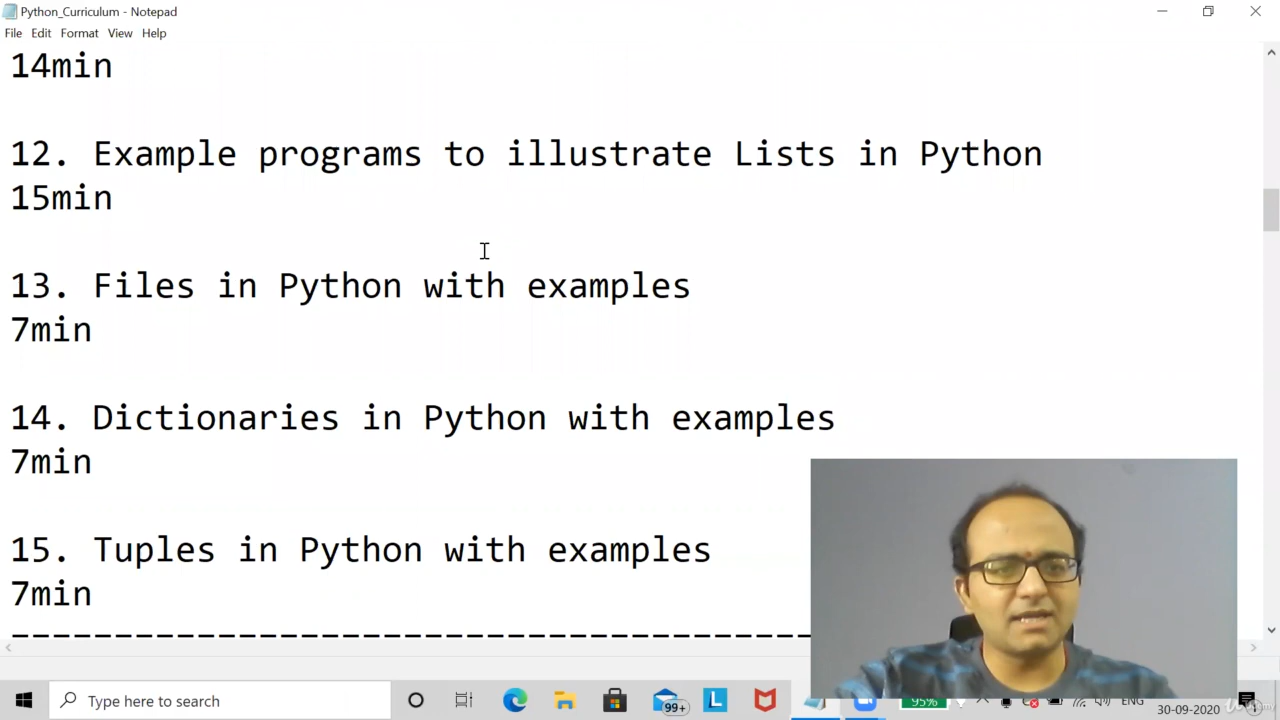 Python_Curriculum - Notepad
File Edit Format View Help
14min
12. Example programs to illustrate Lists in Python
15min
13. Files in Python with examples
7min
14. Dictionaries in Python with examples
7min
15. Tuples in Python with examples
7min
--------------------------------------
Type here to search
99+
L
95%
ENG
30-09-2020